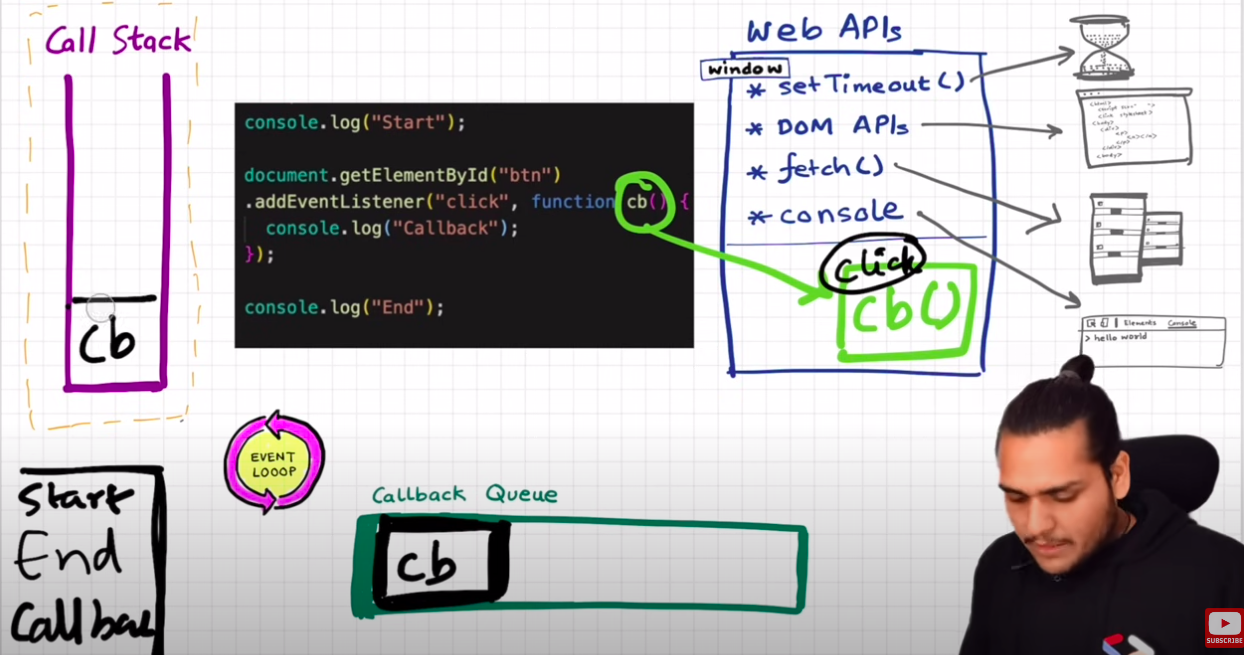 Call Stack
cb
console.log("Start");
document.getElementById("btn")
.addEventListener("click", function cb() {
console.log("Callback");
});
console.log("End");
Web APIs
window
* setTimeout()
* DOM APIs
* fetch()
* console
click
cb()
Elements Console
> hello world
EVENT
LOOOP
Callback Queue
cb
Start
End
Callbac
SUBSCRIBE